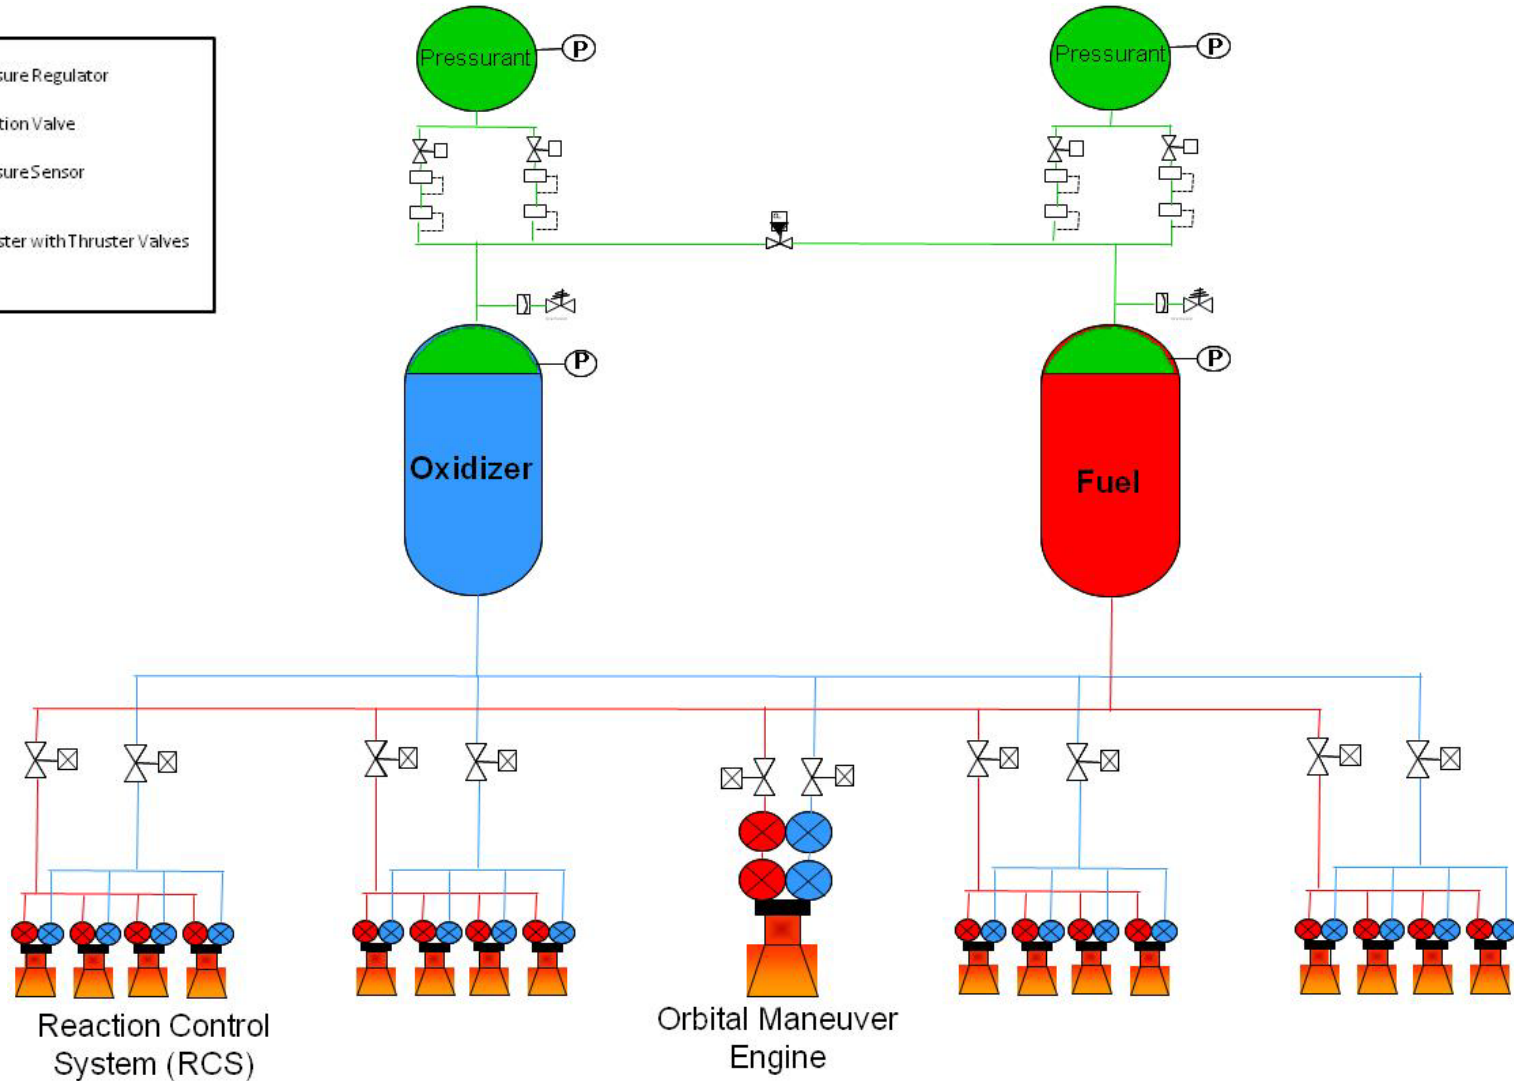 sure Regulator
tion Valve
sure Sensor
ster with Thruster Valves
Pressurant
P
Pressurant
P
P
P
Oxidizer
Fuel
Reaction Control
System (RCS)
Orbital Maneuver
Engine